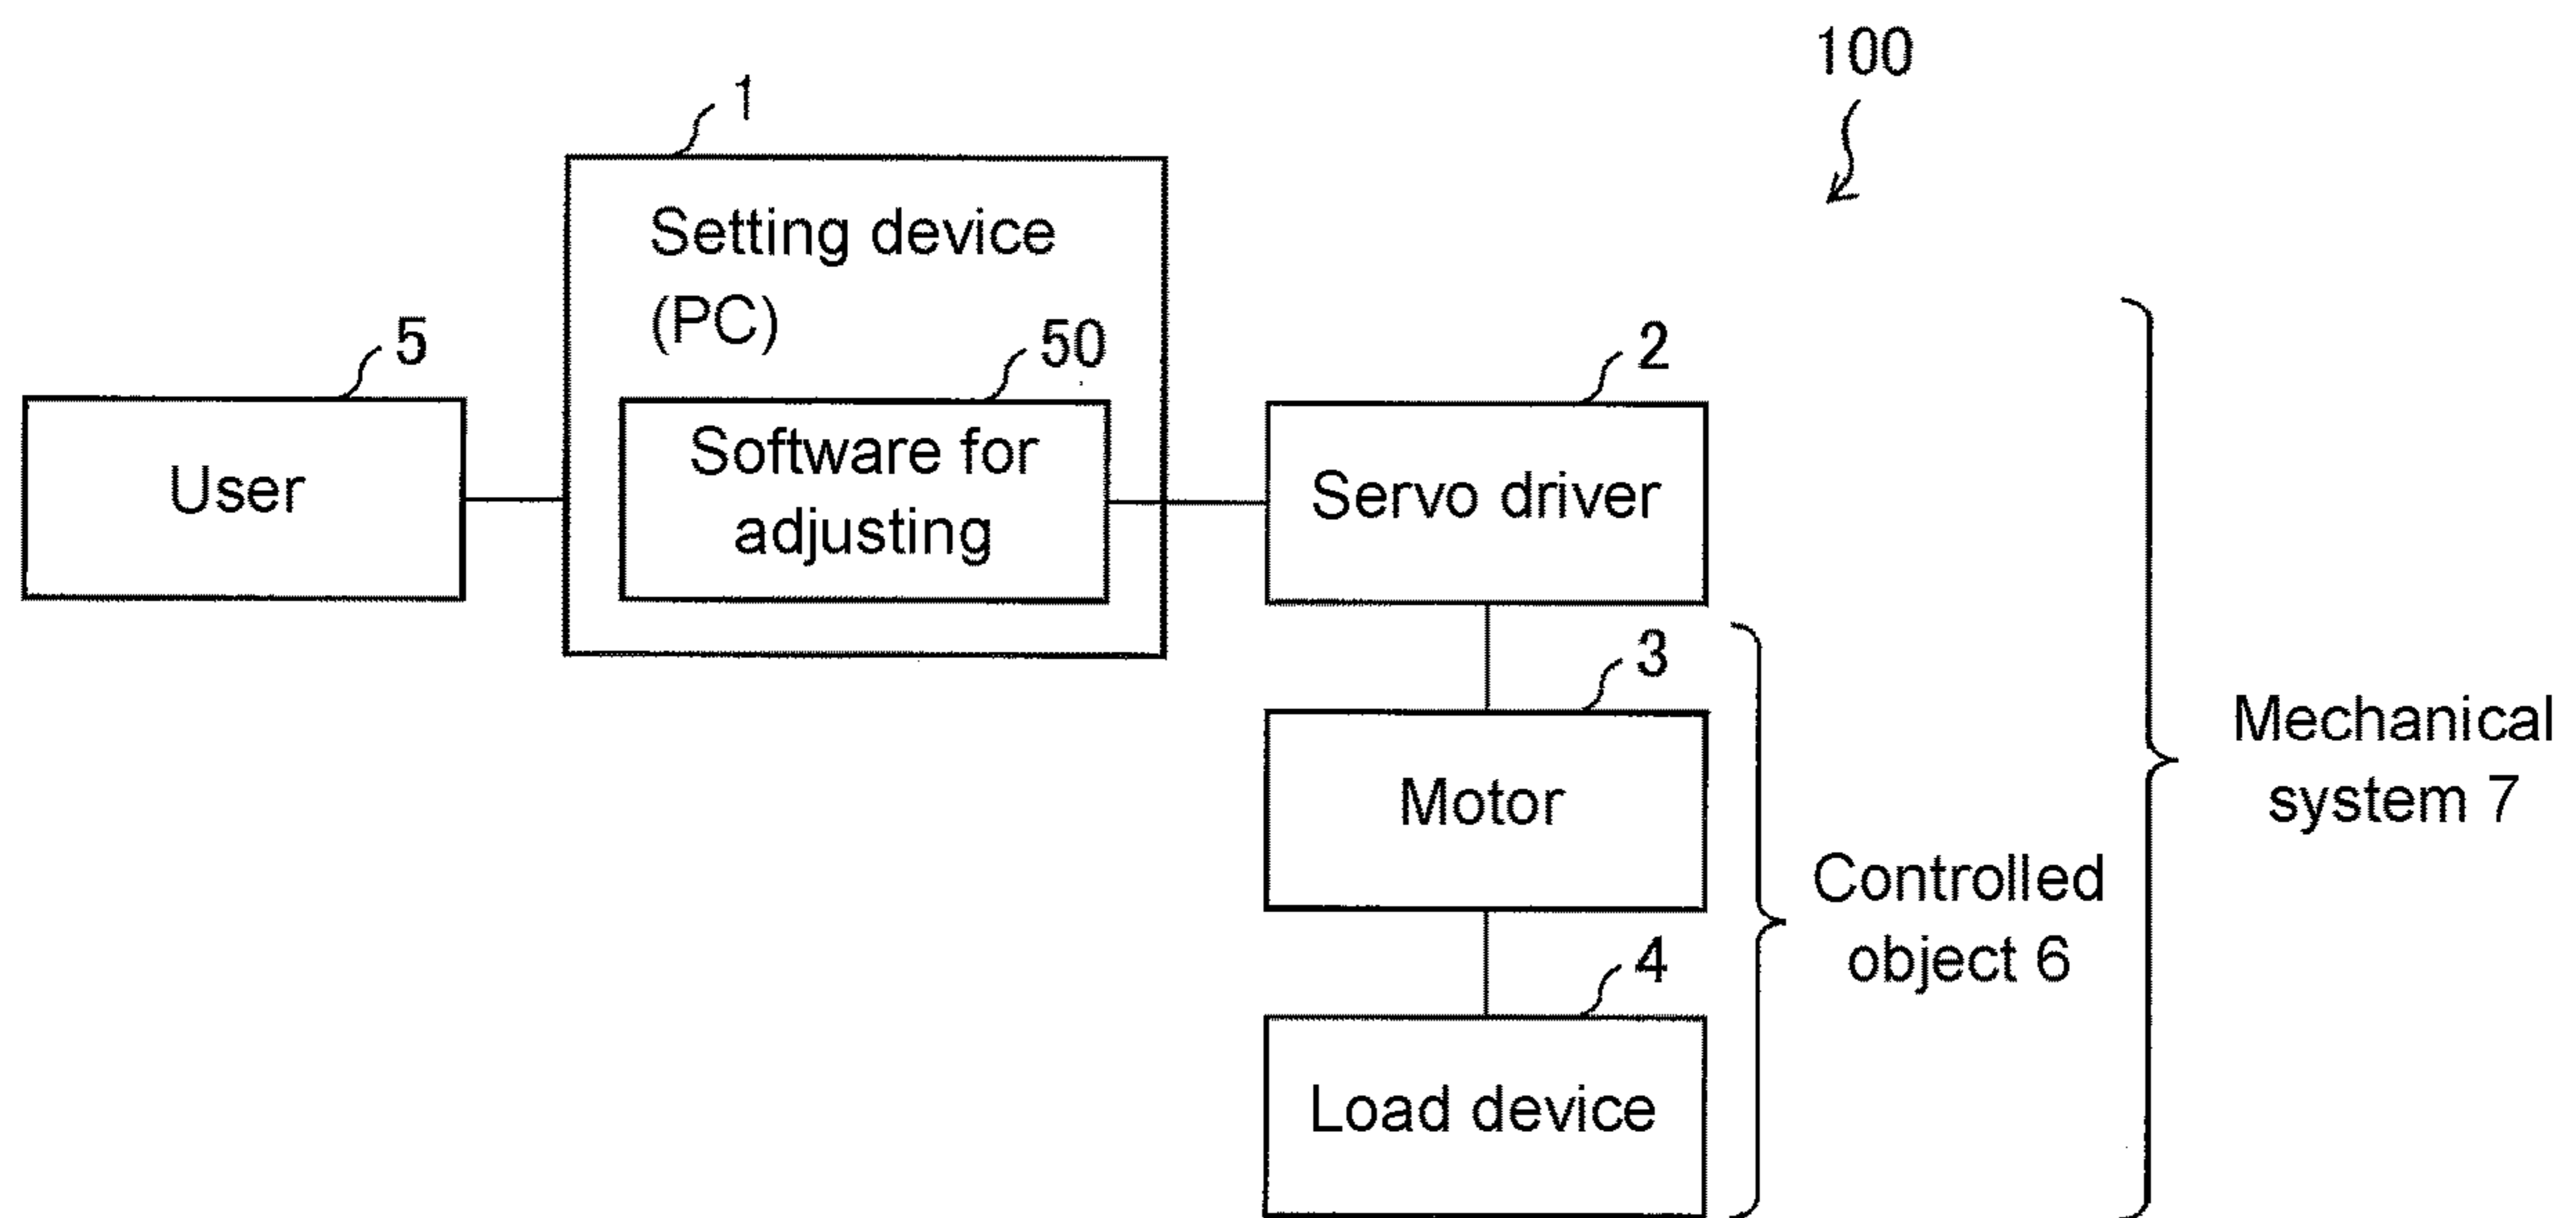 100
1
Setting device
(PC)
5
50
2
User
Software for
adjusting
Servo driver
3
Motor
Mechanical
system 7
Controlled
object 6
4
Load device